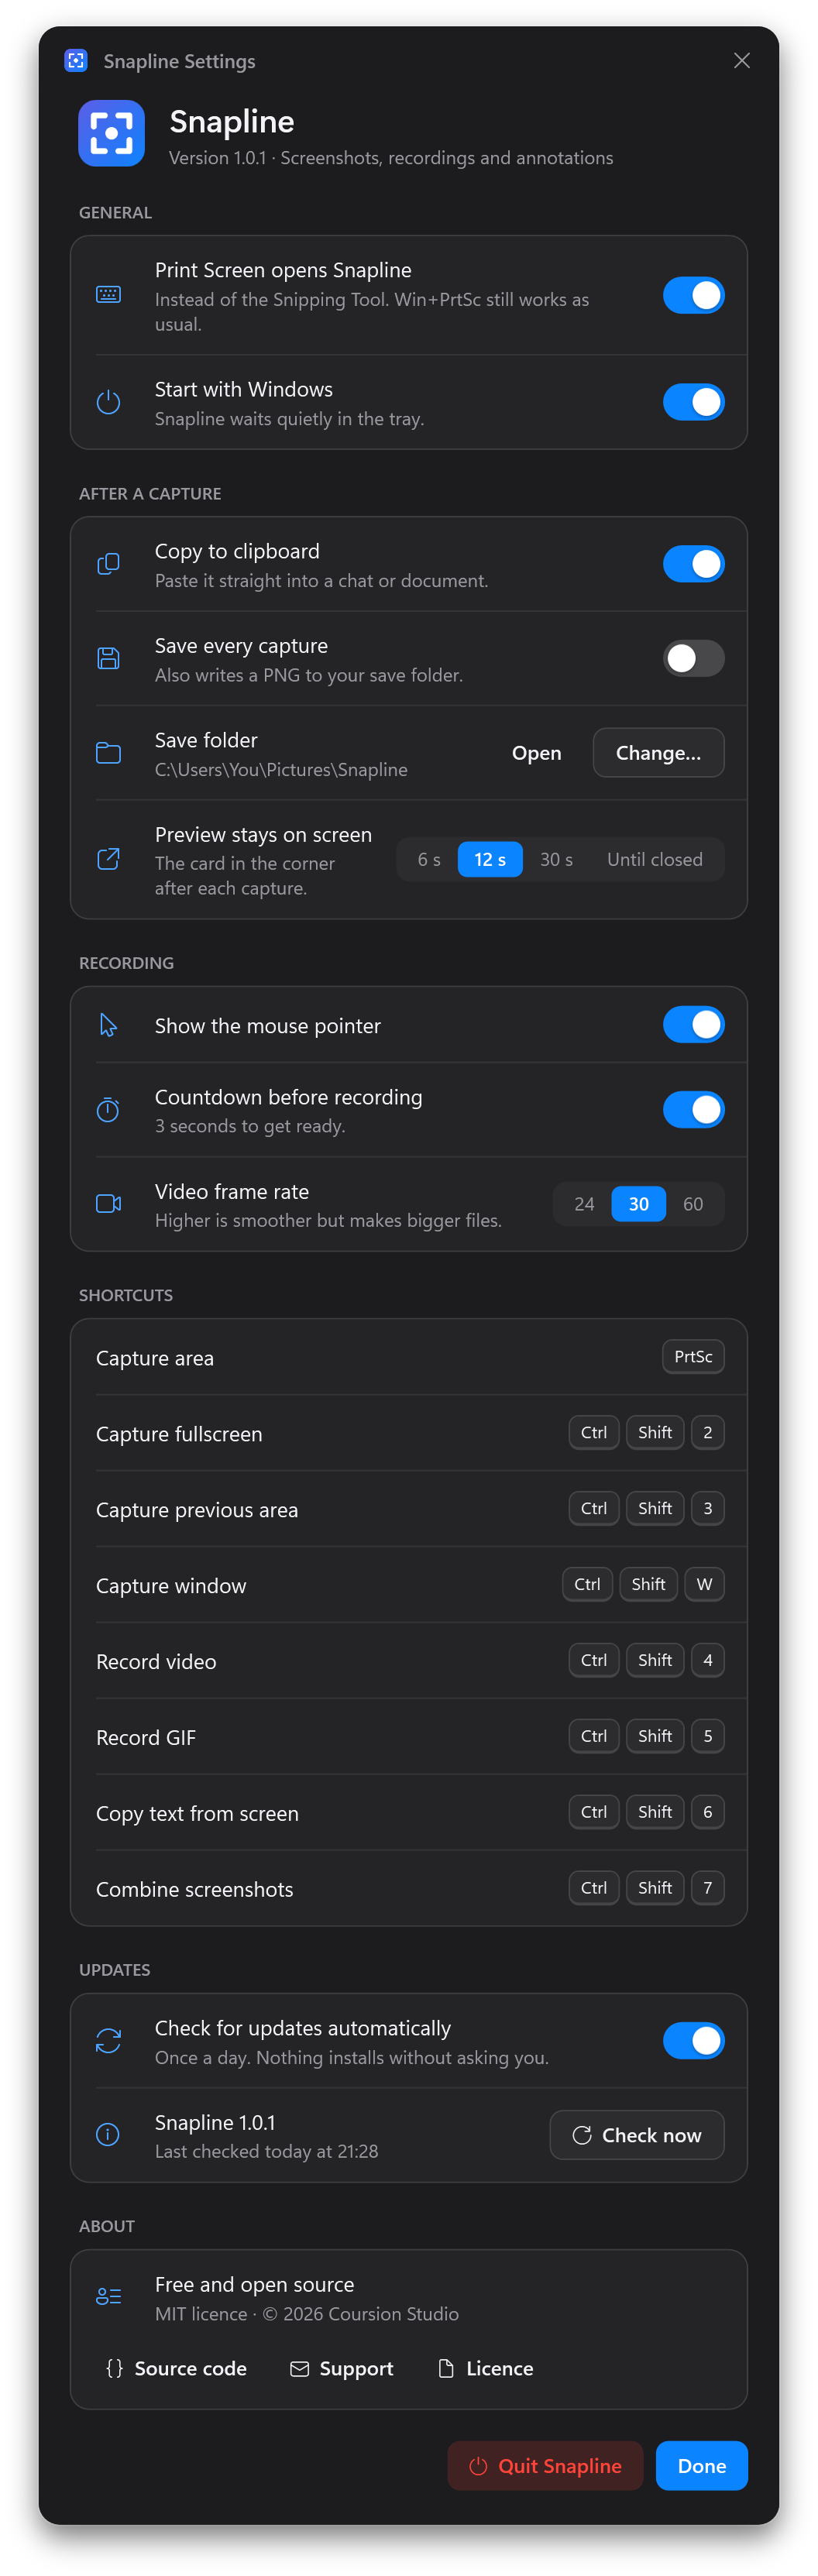 Snapline Settings
Snapline
Version 1.0.1 · Screenshots, recordings and annotations
GENERAL
Print Screen opens Snapline
Instead of the Snipping Tool. Win+PrtSc still works as
usual.
Start with Windows
Snapline waits quietly in the tray.
AFTER A CAPTURE
Copy to clipboard
Paste it straight into a chat or document.
Save every capture
Also writes a PNG to your save folder.
Save folder
C:\Users\You\Pictures\Snapline
Open Change...
Preview stays on screen
The card in the corner
after each capture.
6 s 12 s 30 s Until closed
RECORDING
Show the mouse pointer
Countdown before recording
3 seconds to get ready.
Video frame rate
Higher is smoother but makes bigger files.
24 30 60
SHORTCUTS
Capture area PrtSc
Capture fullscreen Ctrl Shift 2
Capture previous area Ctrl Shift 3
Capture window Ctrl Shift W
Record video Ctrl Shift 4
Record GIF Ctrl Shift 5
Copy text from screen Ctrl Shift 6
Combine screenshots Ctrl Shift 7
UPDATES
Check for updates automatically
Once a day. Nothing installs without asking you.
Snapline 1.0.1
Last checked today at 21:28
Check now
ABOUT
Free and open source
MIT licence · © 2026 Coursion Studio
Source code Support Licence
Quit Snapline Done